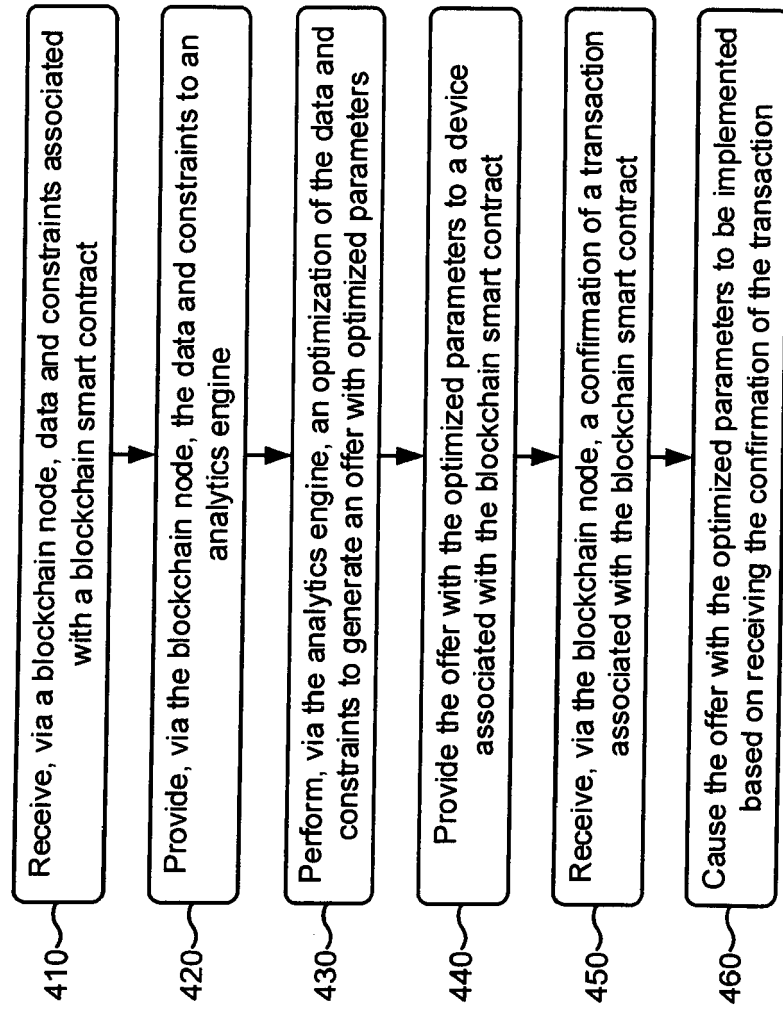 410
Receive, via a blockchain node, data and constraints associated
with a blockchain smart contract
420
Provide, via the blockchain node, the data and constraints to an
analytics engine
430
Perform, via the analytics engine, an optimization of the data and
constraints to generate an offer with optimized parameters
440
Provide the offer with the optimized parameters to a device
associated with the blockchain smart contract
450
Receive, via the blockchain node, a confirmation of a transaction
associated with the blockchain smart contract
460
Cause the offer with the optimized parameters to be implemented
based on receiving the confirmation of the transaction